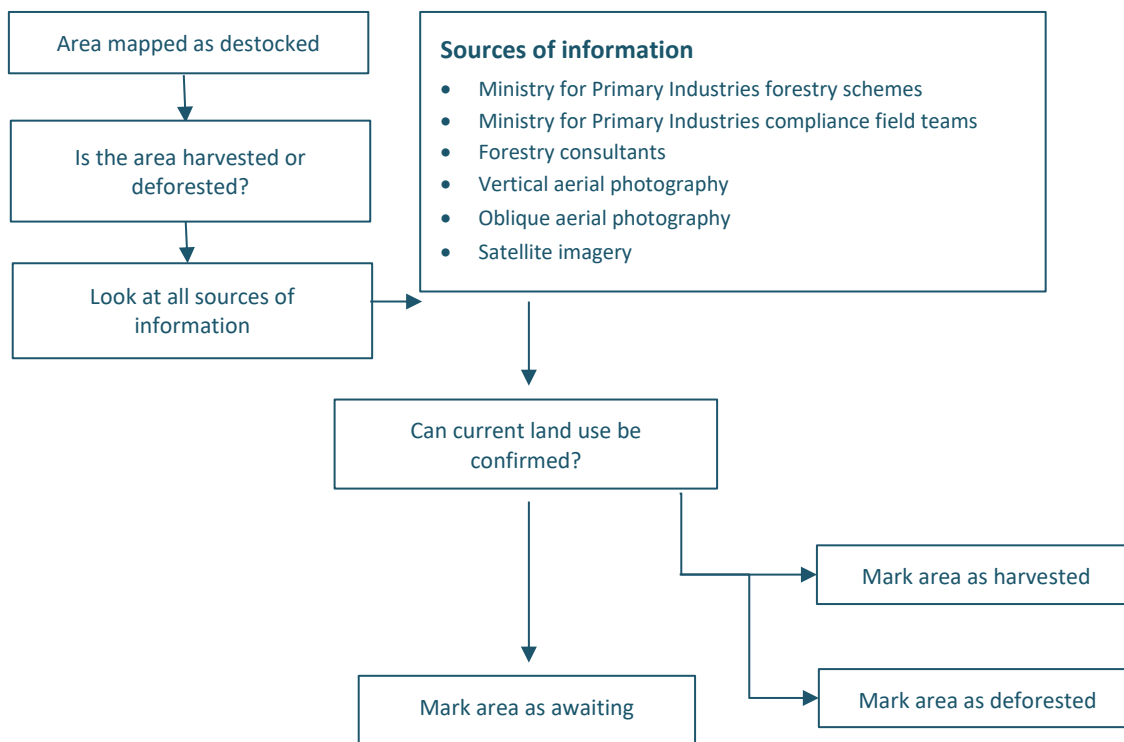 Area mapped as destocked
Is the area harvested or
deforested?
Look at all sources of
information
Sources of information
• Ministry for Primary Industries forestry schemes
• Ministry for Primary Industries compliance field teams
• Forestry consultants
• Vertical aerial photography
• Oblique aerial photography
• Satellite imagery
Can current land use be
confirmed?
Mark area as harvested
Mark area as deforested
Mark area as awaiting